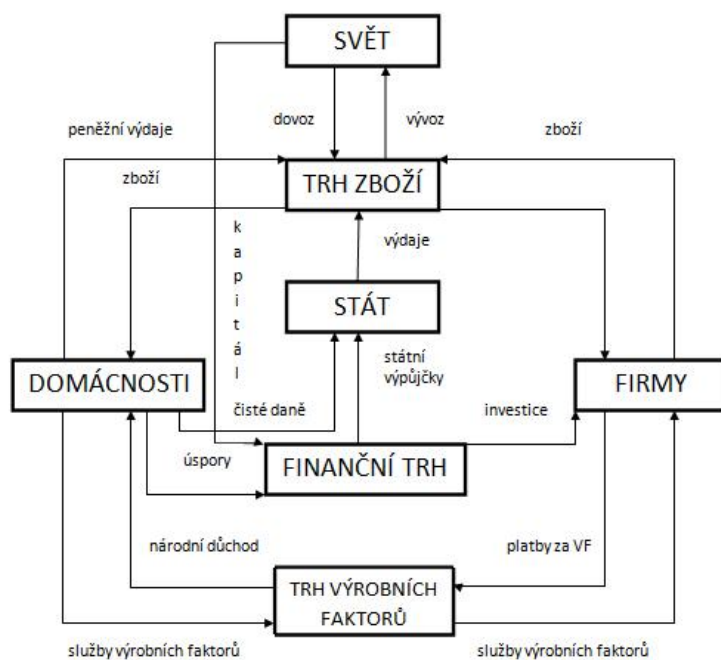 SVĚT
dovoz
vývoz
peněžní výdaje
zboží
zboží
TRH ZBOŽÍ
kapitál
výdaje
STÁT
státní
výpůjčky
DOMÁCNOSTI
FIRMY
čisté daně
investice
úspory
FINANČNÍ TRH
národní důchod
platby za VF
TRH VÝROBNÍCH
FAKTORŮ
služby výrobních faktorů
služby výrobních faktorů